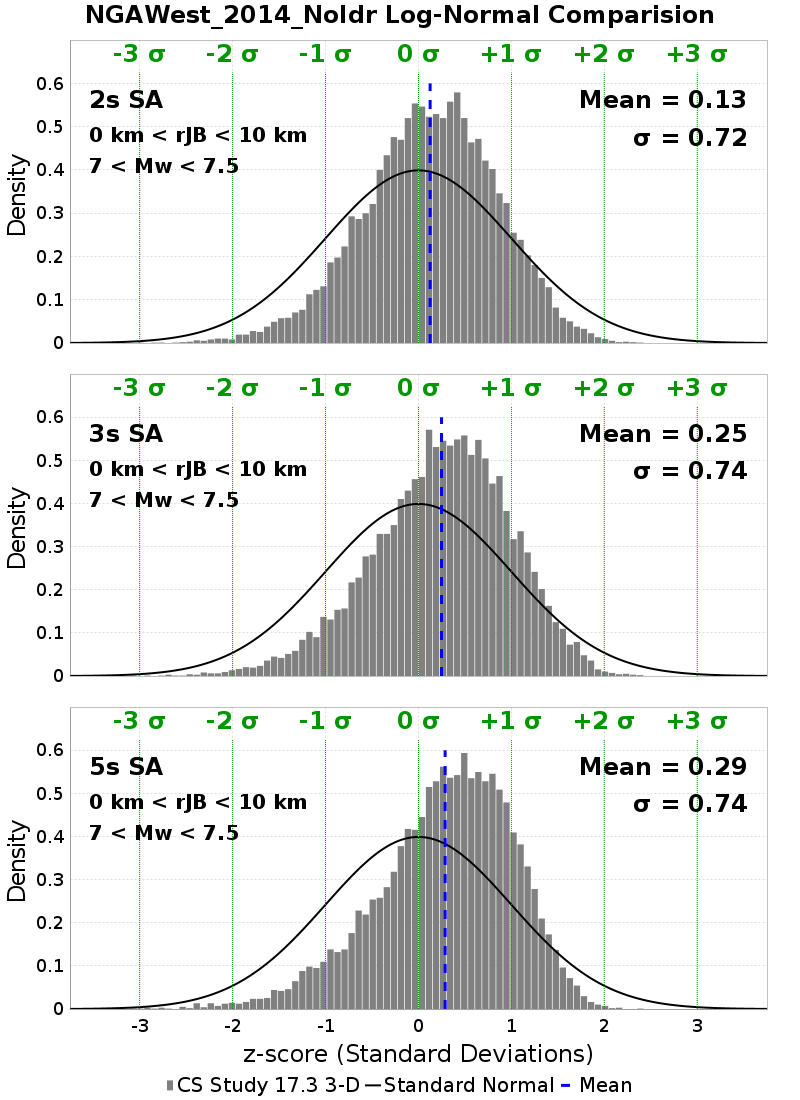 NGAWest_2014_NoIdr Log-Normal Comparision
-3 σ -2 σ -1 σ 0 σ +1 σ +2 σ +3 σ
0.6
2s SA Mean = 0.13
0.5
0 km < rJB < 10 km σ = 0.72
7 < Mw < 7.5
0.4
Density
0.3
0.2
0.1
0
-3 σ -2 σ -1 σ 0 σ +1 σ +2 σ +3 σ
0.6
3s SA Mean = 0.25
0.5
0 km < rJB < 10 km σ = 0.74
7 < Mw < 7.5
0.4
Density
0.3
0.2
0.1
0
-3 σ -2 σ -1 σ 0 σ +1 σ +2 σ +3 σ
0.6
5s SA Mean = 0.29
0.5
0 km < rJB < 10 km σ = 0.74
7 < Mw < 7.5
0.4
Density
0.3
0.2
0.1
0
-3 -2 -1 0 1 2 3
z-score (Standard Deviations)
CS Study 17.3 3-D Standard Normal Mean